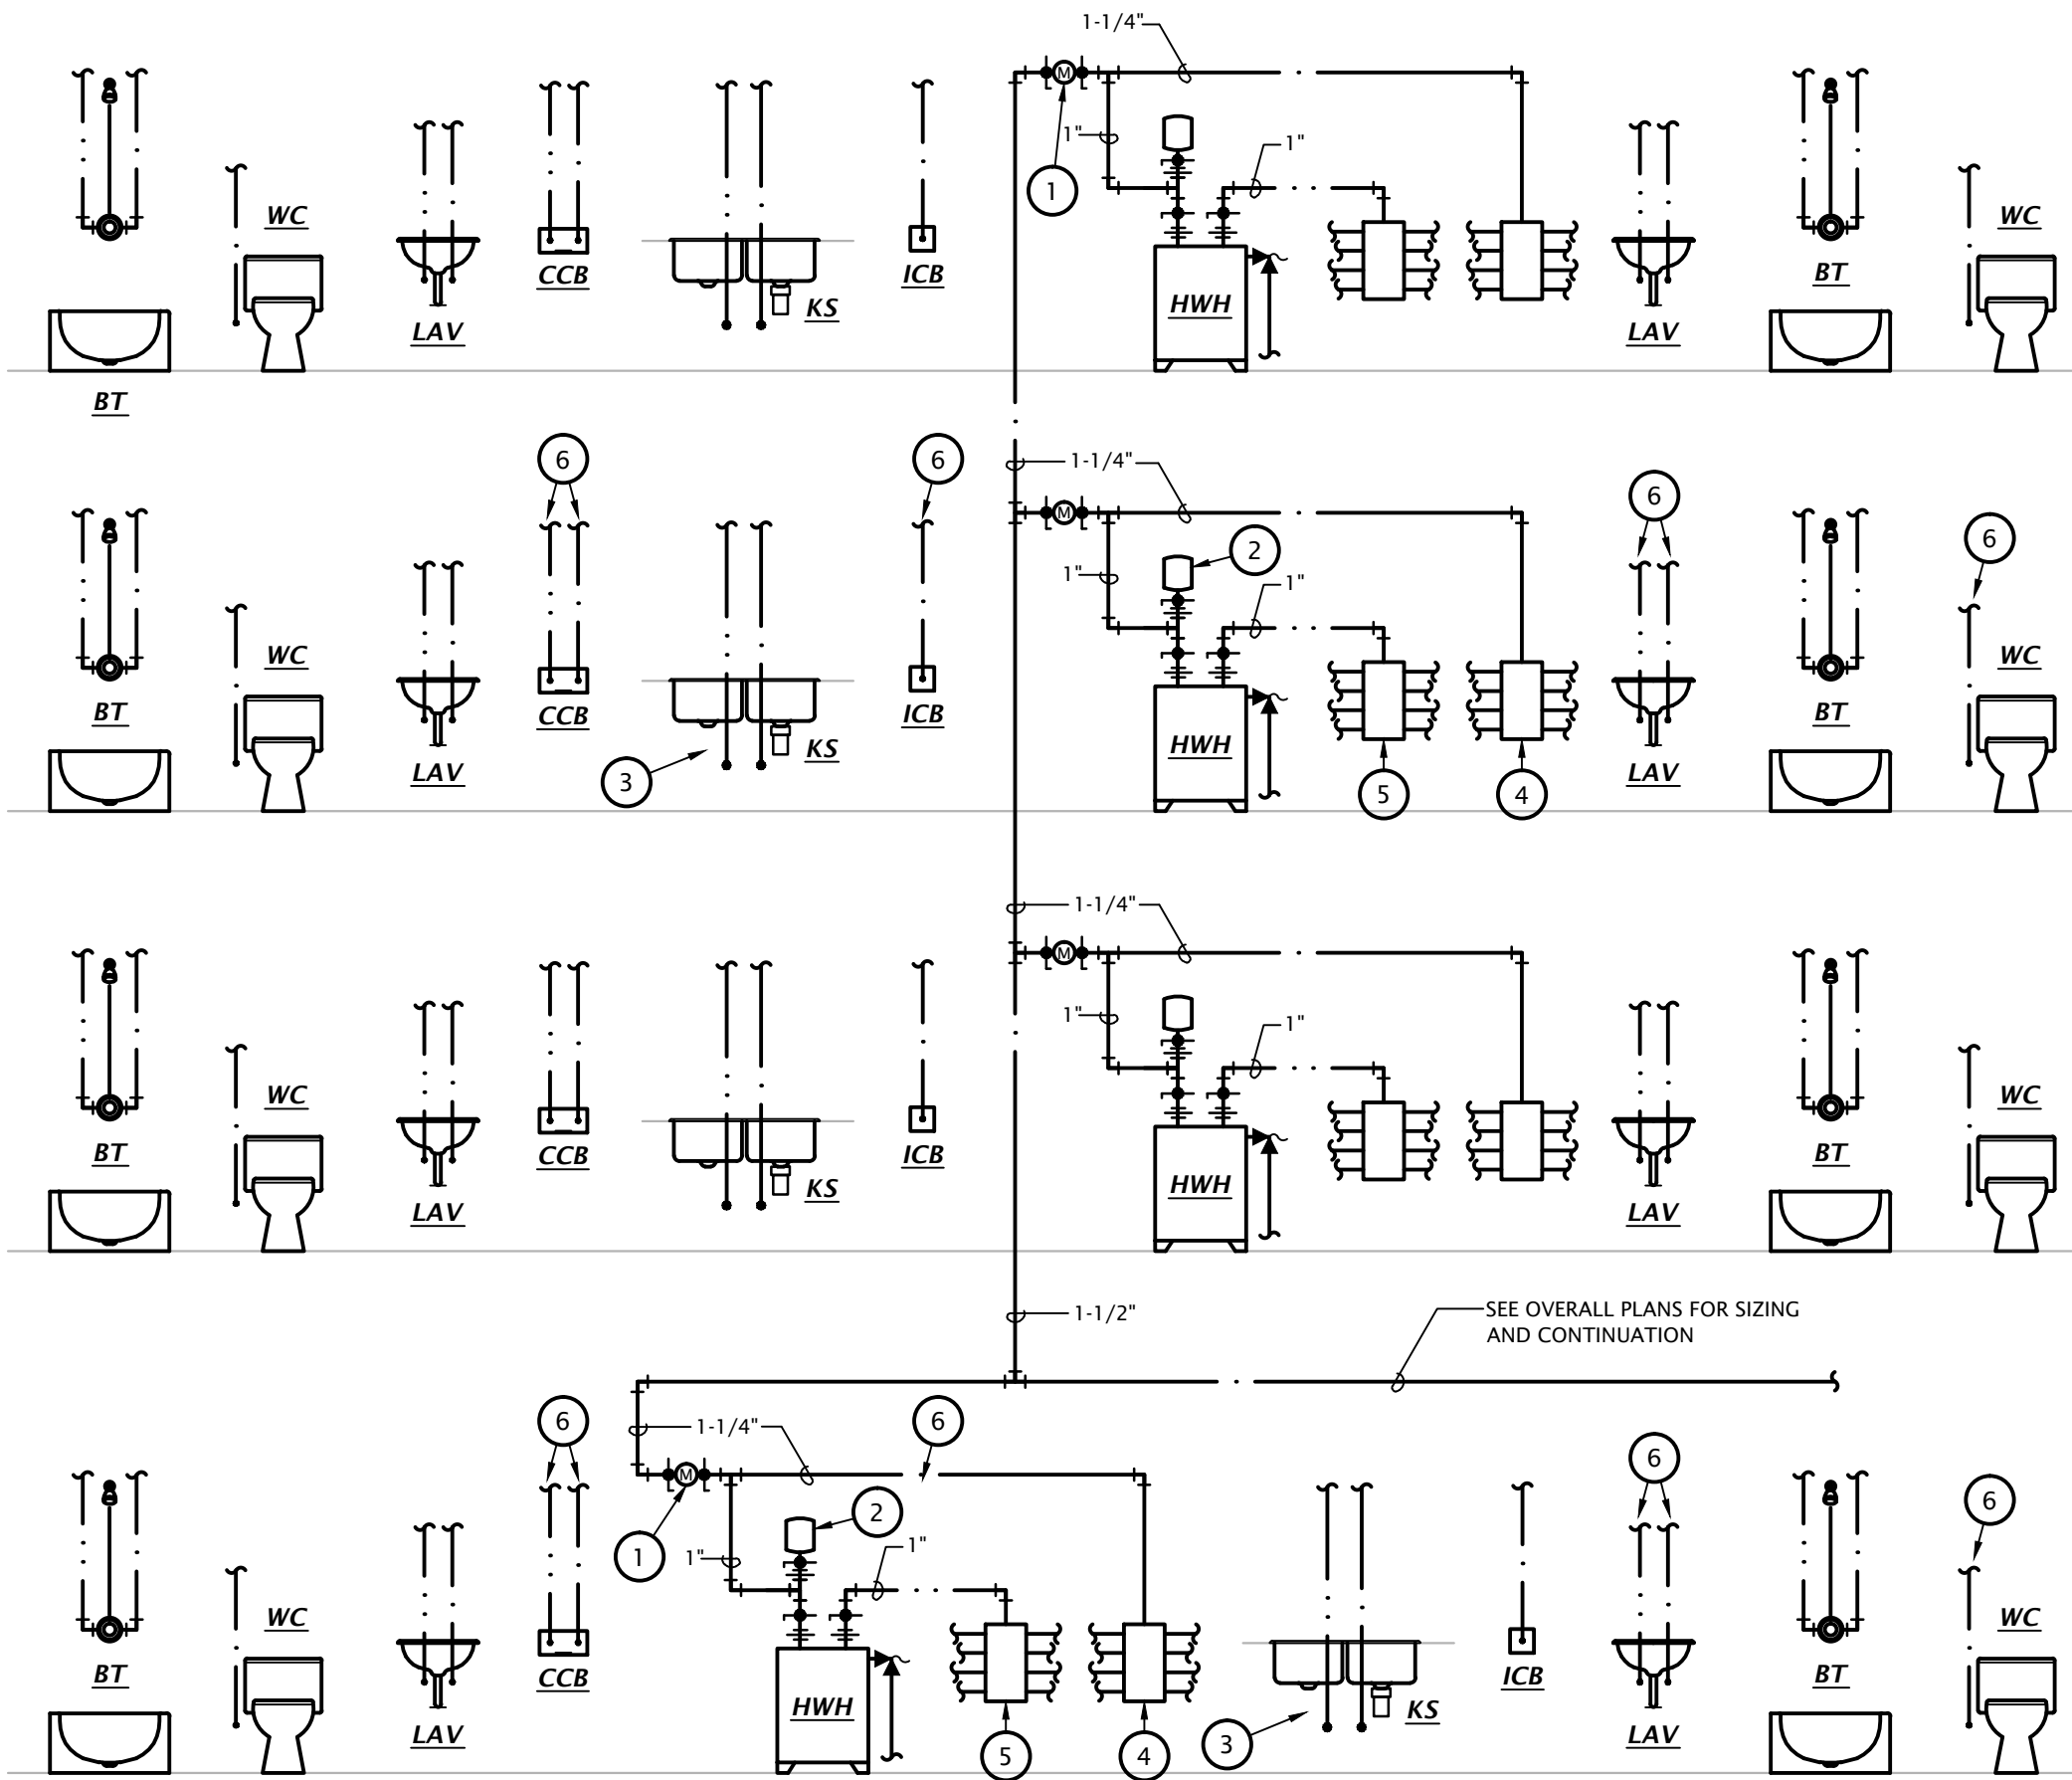 1-1/4"
M
1"
1"
1
WC
WC
CCB
ICB
BT
HWH
KS
LAV
LAV
BT
6
6
1-1/4"
6
M
6
2
1"
1"
WC
WC
BT
CCB
ICB
BT
HWH
KS
LAV
LAV
3
5
4
1-1/4"
M
1"
1"
WC
WC
BT
CCB
ICB
BT
HWH
KS
LAV
LAV
1-1/2"
SEE OVERALL PLANS FOR SIZING
AND CONTINUATION
6
1-1/4"
6
6
M
6
2
1
1"
1"
WC
WC
BT
CCB
ICB
BT
HWH
KS
LAV
LAV
5
4
3